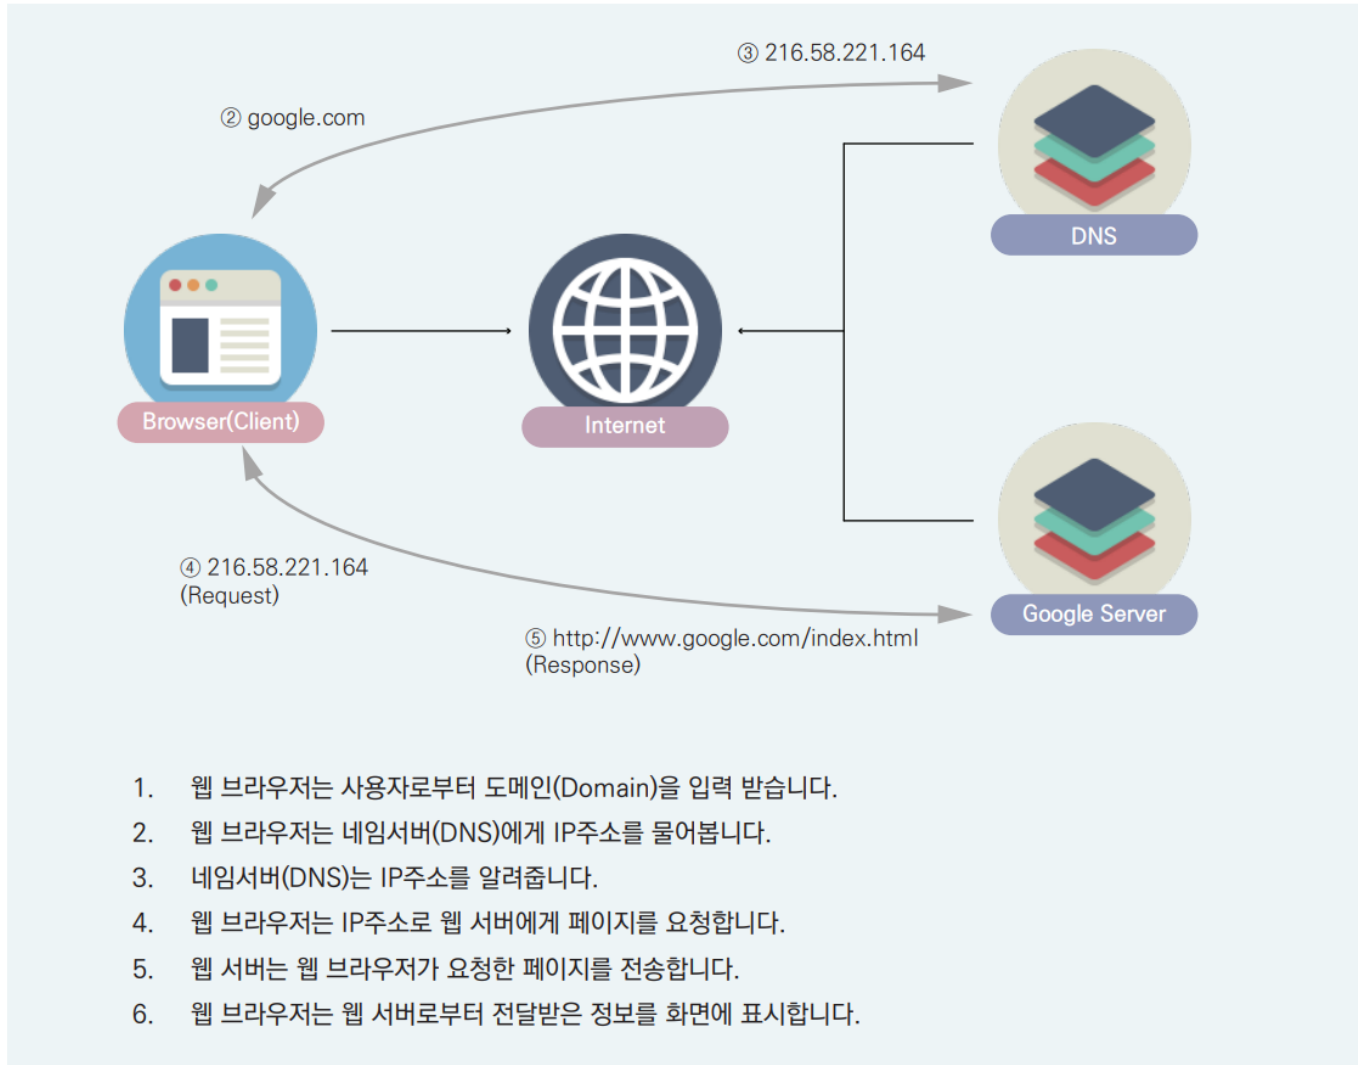 ③ 216.58.221.164
② google.com
DNS
Browser(Client)
Internet
④ 216.58.221.164
(Request)
Google Server
⑤ http://www.google.com/index.html
(Response)
1. 웹 브라우저는 사용자로부터 도메인(Domain)을 입력 받습니다.
2. 웹 브라우저는 네임서버(DNS)에게 IP주소를 물어봅니다.
3. 네임서버(DNS)는 IP주소를 알려줍니다.
4. 웹 브라우저는 IP주소로 웹 서버에게 페이지를 요청합니다.
5. 웹 서버는 웹 브라우저가 요청한 페이지를 전송합니다.
6. 웹 브라우저는 웹 서버로부터 전달받은 정보를 화면에 표시합니다.